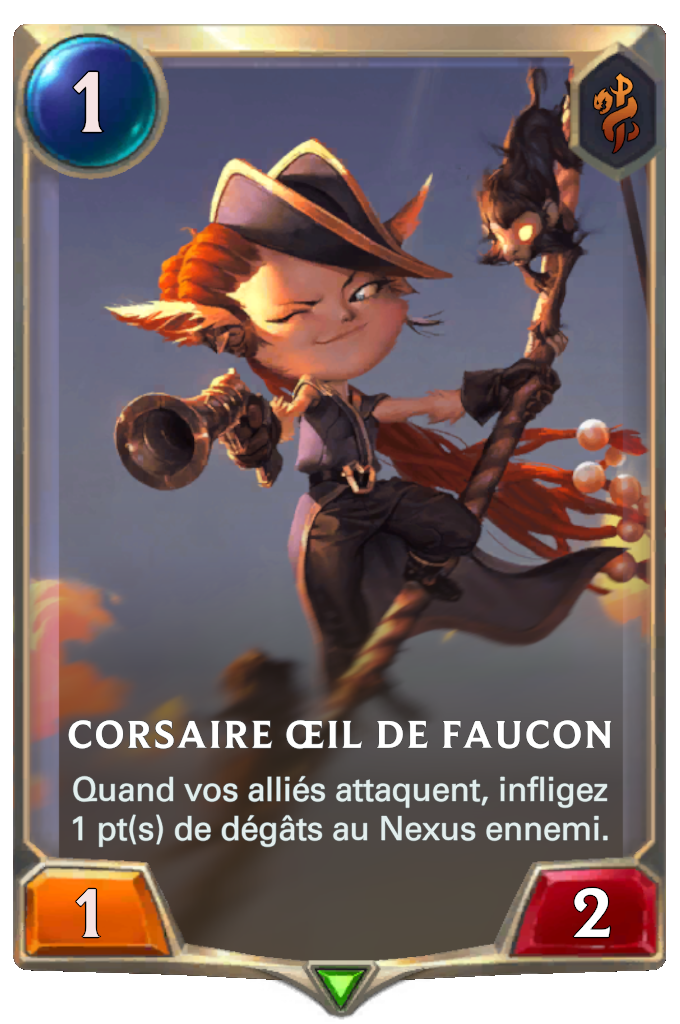 1
CORSAIRE ŒIL DE FAUCON
Quand vos alliés attaquent, infligez
1 pt(s) de dégâts au Nexus ennemi.
1
2